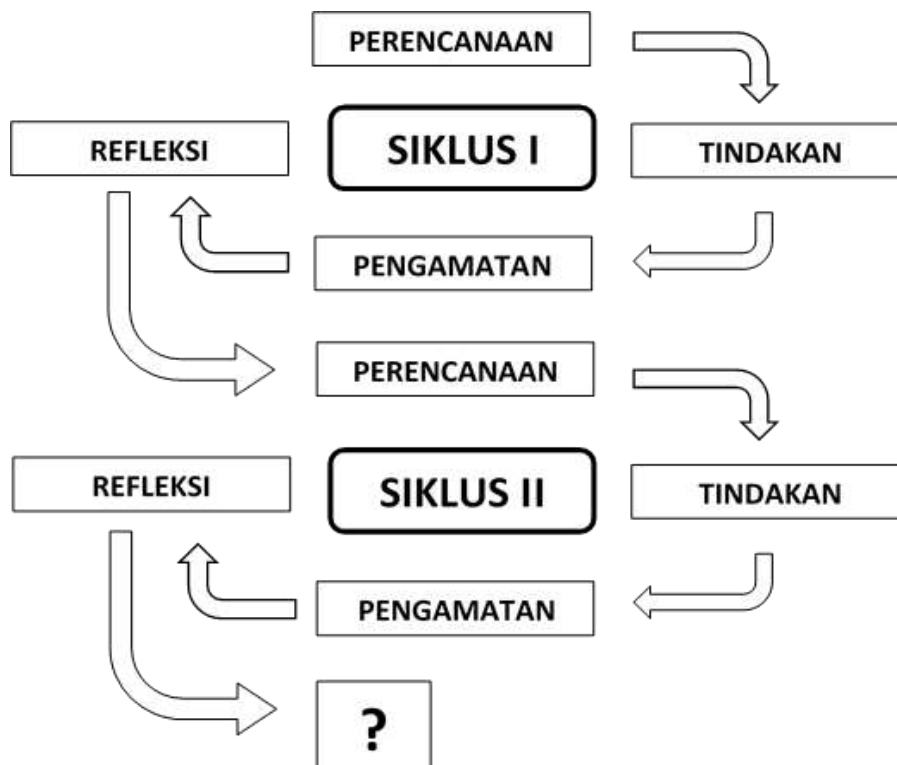 PERENCANAAN
REFLEKSI
SIKLUS I
TINDAKAN
PENGAMATAN
PERENCANAAN
REFLEKSI
SIKLUS II
TINDAKAN
PENGAMATAN
?